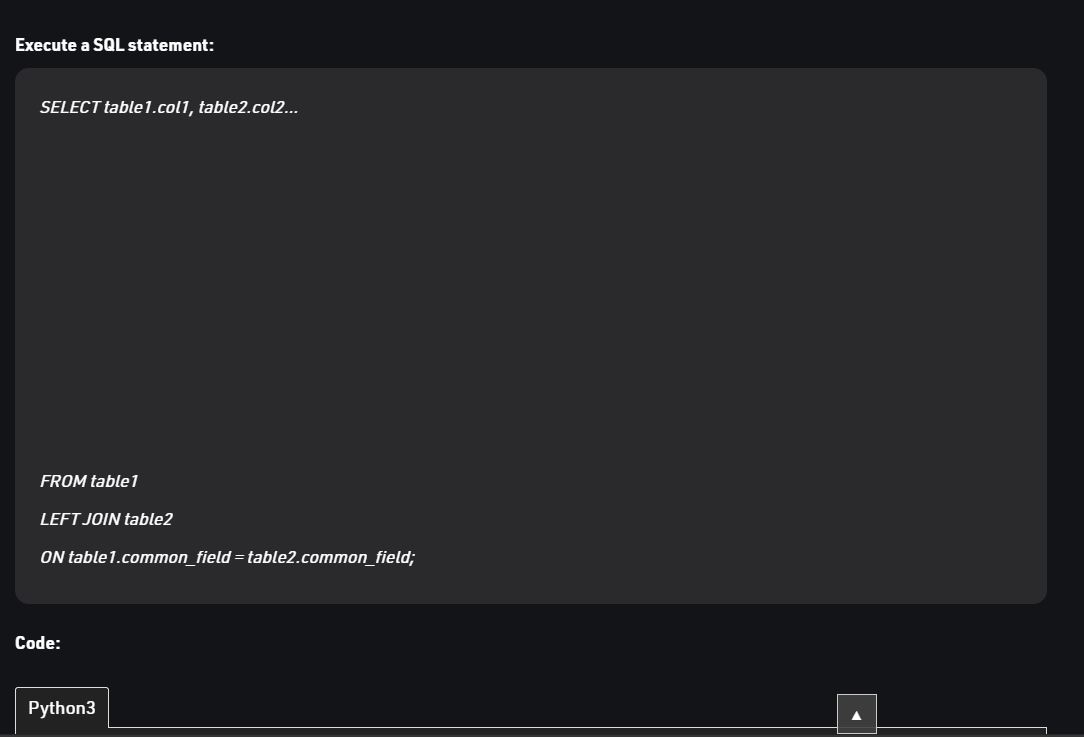 Execute a SQL statement:
SELECT table1.col1, table2.col2…
FROM table1
LEFT JOIN table2
ON table1.common_field = table2.common_field;
Code:
Python3
▲